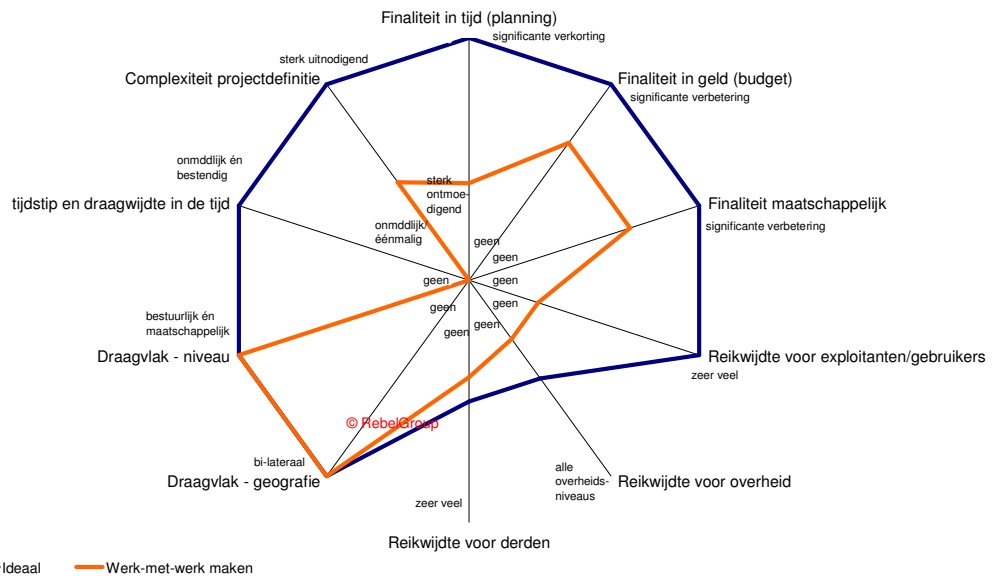 Finaliteit in tijd (planning)
significante verkorting
sterk uitnodigend
Complexiteit projectdefinitie
Finaliteit in geld (budget)
significante verbetering
onmddlijk én
bestendig
tijdstip en draagwijdte in de tijd
sterk
ontmoe-
digend
onmddlijk/
éénmalig
Finaliteit maatschappelijk
significante verbetering
geen
geen
geen
geen
geen
geen
geen
geen
bestuurlijk én
maatschappelijk
Draagvlak - niveau
Reikwijdte voor exploitanten/gebruikers
zeer veel
© RebelGroup
bi-lateraal
Draagvlak - geografie
alle
overheids-
niveaus
Reikwijdte voor overheid
zeer veel
Reikwijdte voor derden
Ideaal
Werk-met-werk maken